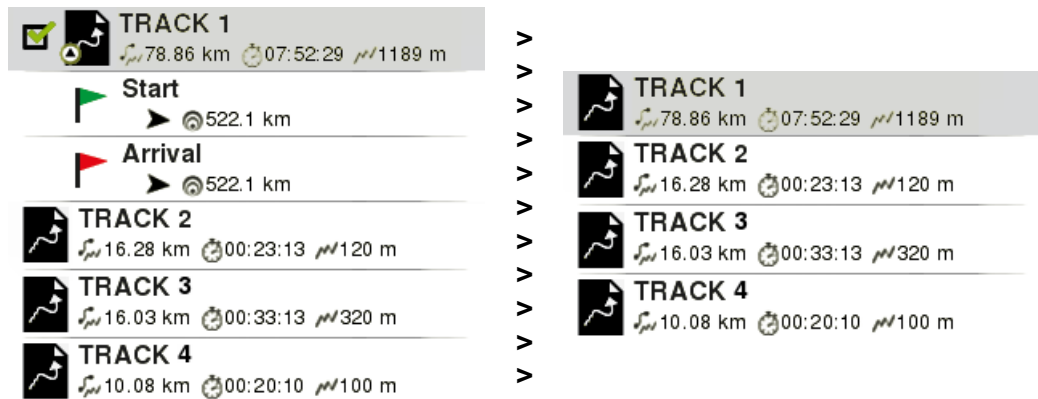 TRACK 1
78.86 km 07:52:29 1189 m
Start
522.1 km
Arrival
522.1 km
TRACK 2
16.28 km 00:23:13 120 m
TRACK 3
16.03 km 00:33:13 320 m
TRACK 4
10.08 km 00:20:10 100 m
>
>
>
>
>
>
>
>
>
>
>
TRACK 1
78.86 km 07:52:29 1189 m
TRACK 2
16.28 km 00:23:13 120 m
TRACK 3
16.03 km 00:33:13 320 m
TRACK 4
10.08 km 00:20:10 100 m